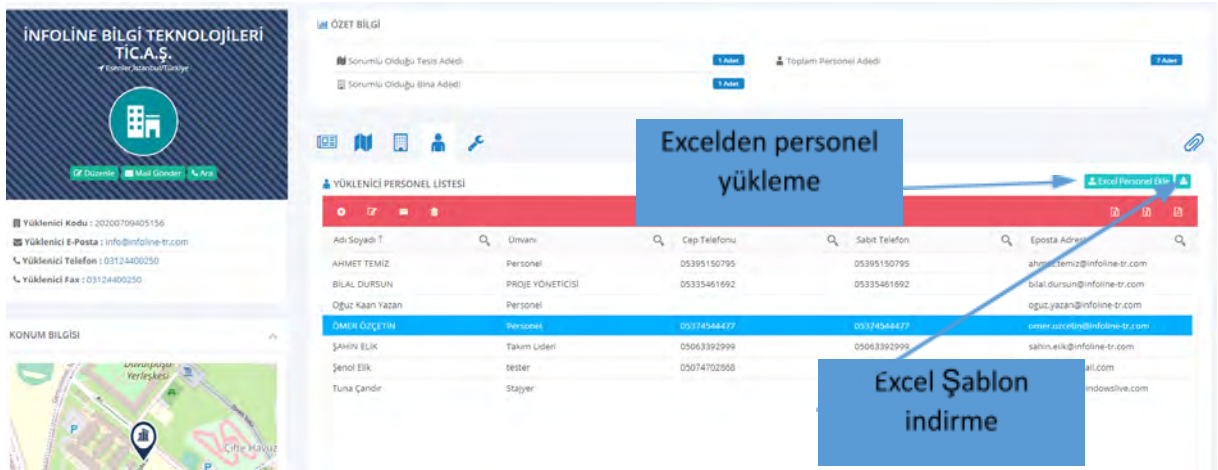 İNFOLİNE BİLGİ TEKNOLOJİLERİ
TİC.A.Ş.
Esenler,İstanbul/Türkiye
Düzenle Mail Gönder Ara
Yüklenici Kodu : 20200709405156
Yüklenici E-Posta : info@infoline-tr.com
Yüklenici Telefon : 03124400250
Yüklenici Fax : 03124400250
KONUM BİLGİSİ
Davutpaşa
Yerleşkesi
P
Çifte Havuz
P
ÖZET BİLGİ
Sorumlu Olduğu Tesis Adedi 1 Adet Toplam Personel Adedi 7 Adet
Sorumlu Olduğu Bina Adedi 1 Adet
Excelden personel
yükleme
YÜKLENİCİ PERSONEL LİSTESİ
Excel Personel Ekle
Adı Soyadı Ünvanı Cep Telefonu Sabit Telefon Eposta Adresi
AHMET TEMİZ Personel 05395150795 05395150795 ahmet.temiz@infoline-tr.com
BİLAL DURSUN PROJE YÖNETİCİSİ 05335461692 05335461692 bilal.dursun@infoline-tr.com
Oğuz Kaan Yazan Personel oguz.yazan@infoline-tr.com
ÖMER ÖZÇETİN Personel 05374544477 05374544477 omer.ozcetin@infoline-tr.com
ŞAHİN ELİK Takım Lideri 05063392999 05063392999 sahin.elik@infoline-tr.com
Şenol Elik tester 05074702868
Tuna Çandır Stajyer
Excel Şablon
indirme